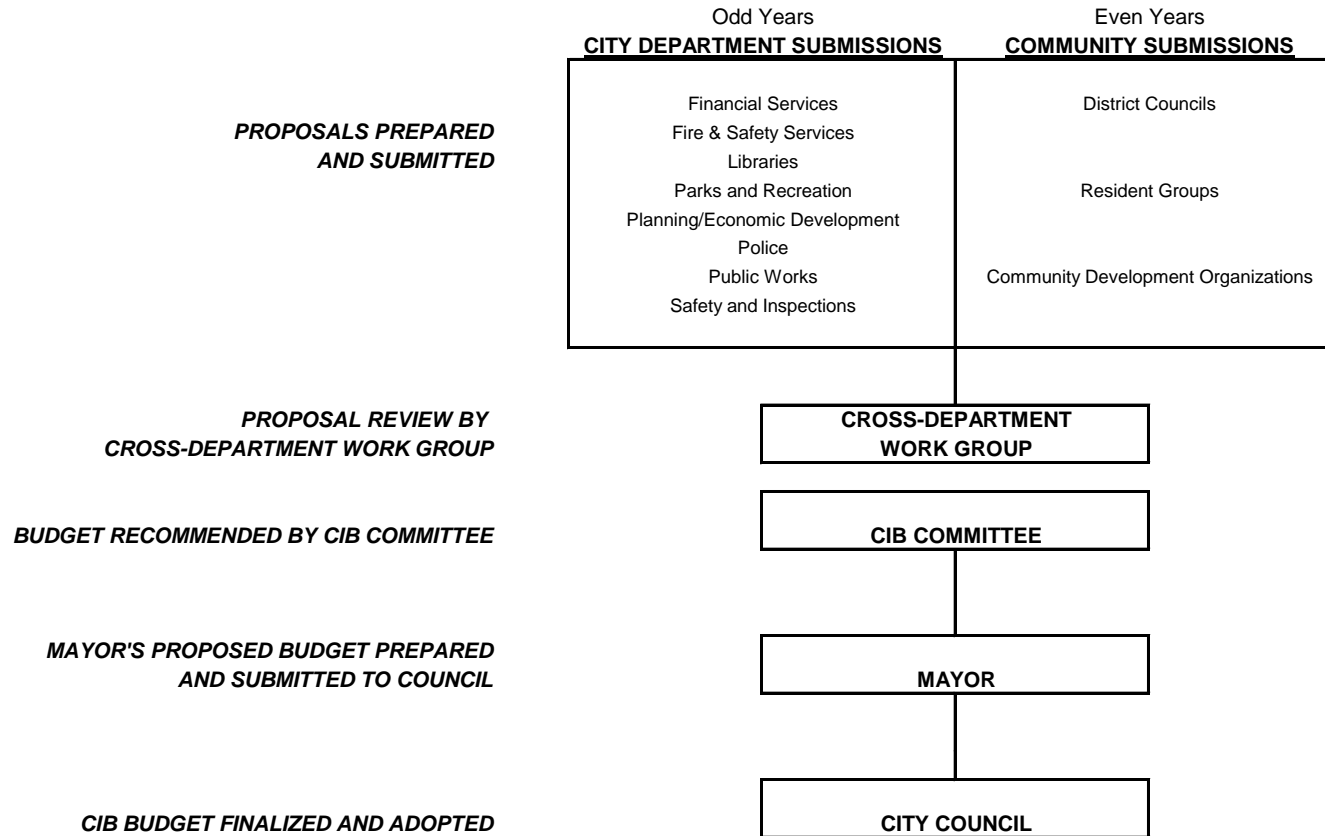 Odd Years
Even Years
CITY DEPARTMENT SUBMISSIONS
COMMUNITY SUBMISSIONS
PROPOSALS PREPARED
AND SUBMITTED
Financial Services
Fire & Safety Services
Libraries
Parks and Recreation
Planning/Economic Development
Police
Public Works
Safety and Inspections
District Councils
Resident Groups
Community Development Organizations
PROPOSAL REVIEW BY
CROSS-DEPARTMENT WORK GROUP
CROSS-DEPARTMENT
WORK GROUP
BUDGET RECOMMENDED BY CIB COMMITTEE
CIB COMMITTEE
MAYOR'S PROPOSED BUDGET PREPARED
AND SUBMITTED TO COUNCIL
MAYOR
CIB BUDGET FINALIZED AND ADOPTED
CITY COUNCIL